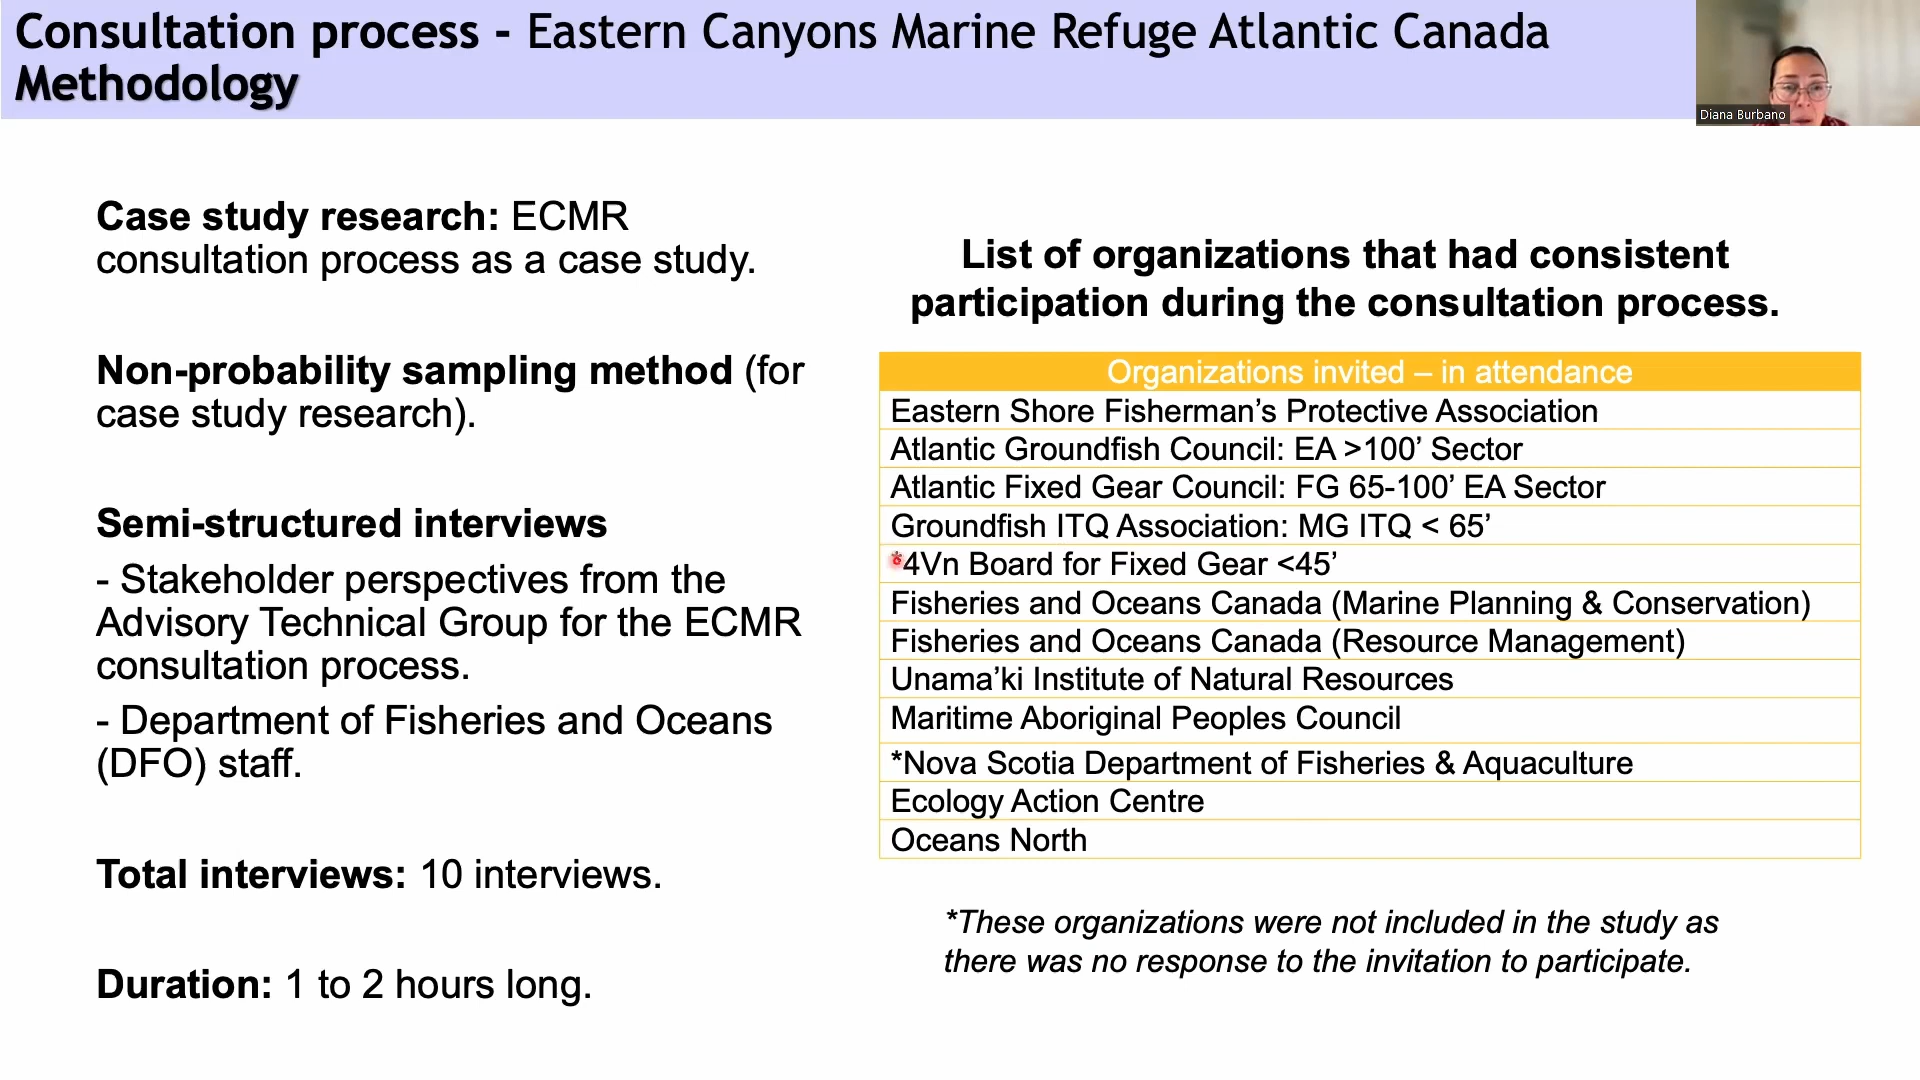 Consultation process - Eastern Canyons Marine Refuge Atlantic Canada
Methodology
Diana Burbano
Case study research: ECMR
consultation process as a case study.
Non-probability sampling method (for
case study research).
Semi-structured interviews
- Stakeholder perspectives from the
Advisory Technical Group for the ECMR
consultation process.
- Department of Fisheries and Oceans
(DFO) staff.
Total interviews: 10 interviews.
Duration: 1 to 2 hours long.
List of organizations that had consistent
participation during the consultation process.
Organizations invited – in attendance
Eastern Shore Fisherman’s Protective Association
Atlantic Groundfish Council: EA >100’ Sector
Atlantic Fixed Gear Council: FG 65-100’ EA Sector
Groundfish ITQ Association: MG ITQ < 65’
*4Vn Board for Fixed Gear <45’
Fisheries and Oceans Canada (Marine Planning & Conservation)
Fisheries and Oceans Canada (Resource Management)
Unama’ki Institute of Natural Resources
Maritime Aboriginal Peoples Council
*Nova Scotia Department of Fisheries & Aquaculture
Ecology Action Centre
Oceans North
*These organizations were not included in the study as
there was no response to the invitation to participate.